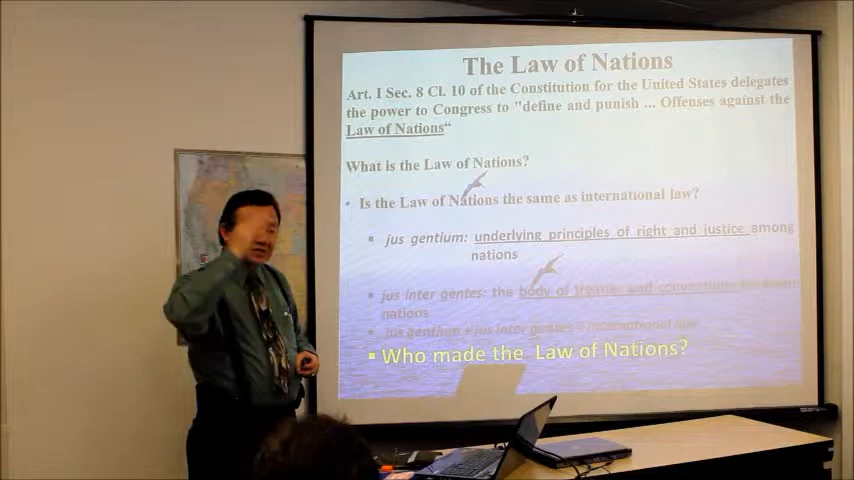 The Law of Nations
Art. I Sec. 8 Cl. 10 of the Constitution for the United States delegates
the power to Congress to "define and punish ... Offenses against the
Law of Nations“
What is the Law of Nations?
• Is the Law of Nations the same as international law?
▪ jus gentium: underlying principles of right and justice among
nations
▪ jus inter gentes: the body of treaties and conventions between
nations
▪ jus gentium + jus inter gentes = international law
▪ Who made the Law of Nations?